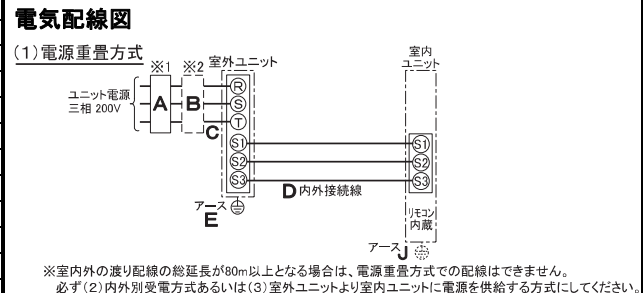 電気配線図
(1)電源重畳方式
※1 ※2 室外ユニット
室内
ユニット
ユニット電源
三相 200V
A
B
C
R
S
T
S1
S2
S3
S1
S2
S3
D 内外接続線
アース
E
リモコン
内蔵
アース J
※室内外の渡り配線の総延長が80m以上となる場合は、電源重畳方式での配線はできません。
必ず(2)内外別受電方式あるいは(3)室外ユニットより室内ユニットに電源を供給する方式にしてください。